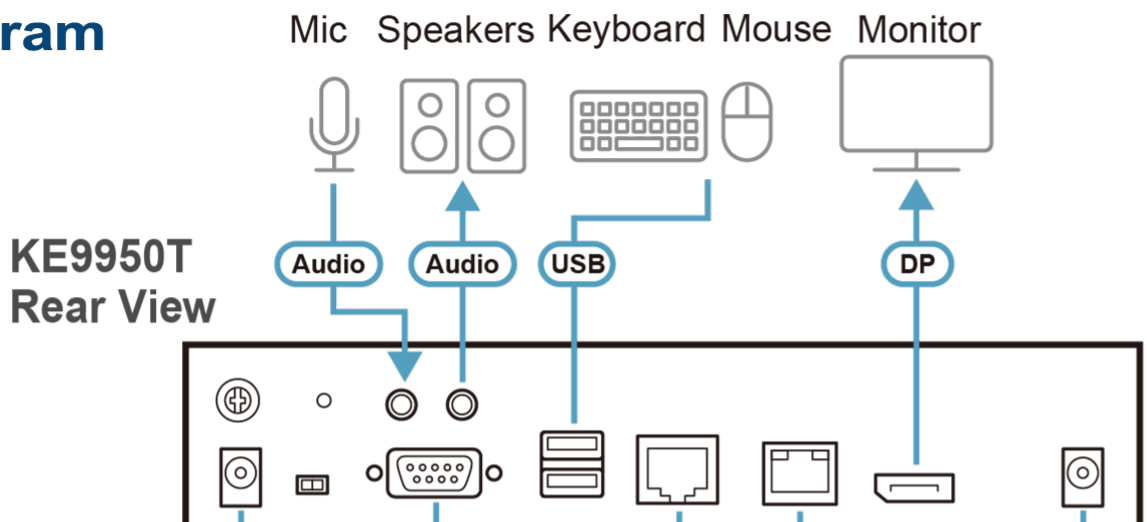 ram
Mic Speakers Keyboard Mouse Monitor
Audio Audio USB DP
KE9950T
Rear View